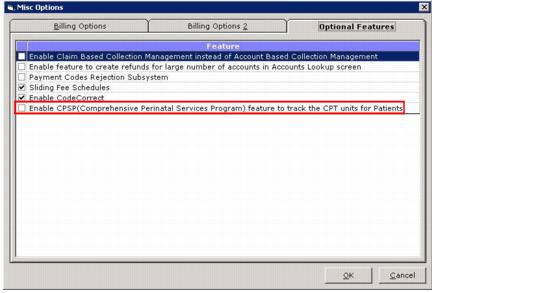 Misc Options
Billing Options
Billing Options 2
Optional Features
Feature
Enable Claim Based Collection Management instead of Account Based Collection Management
Enable feature to create refunds for large number of accounts in Accounts Lookup screen
Payment Codes Rejection Subsystem
Sliding Fee Schedules
Enable CodeCorrect
Enable CPSP(Comprehensive Perinatal Services Program) feature to track the CPT units for Patients
OK
Cancel